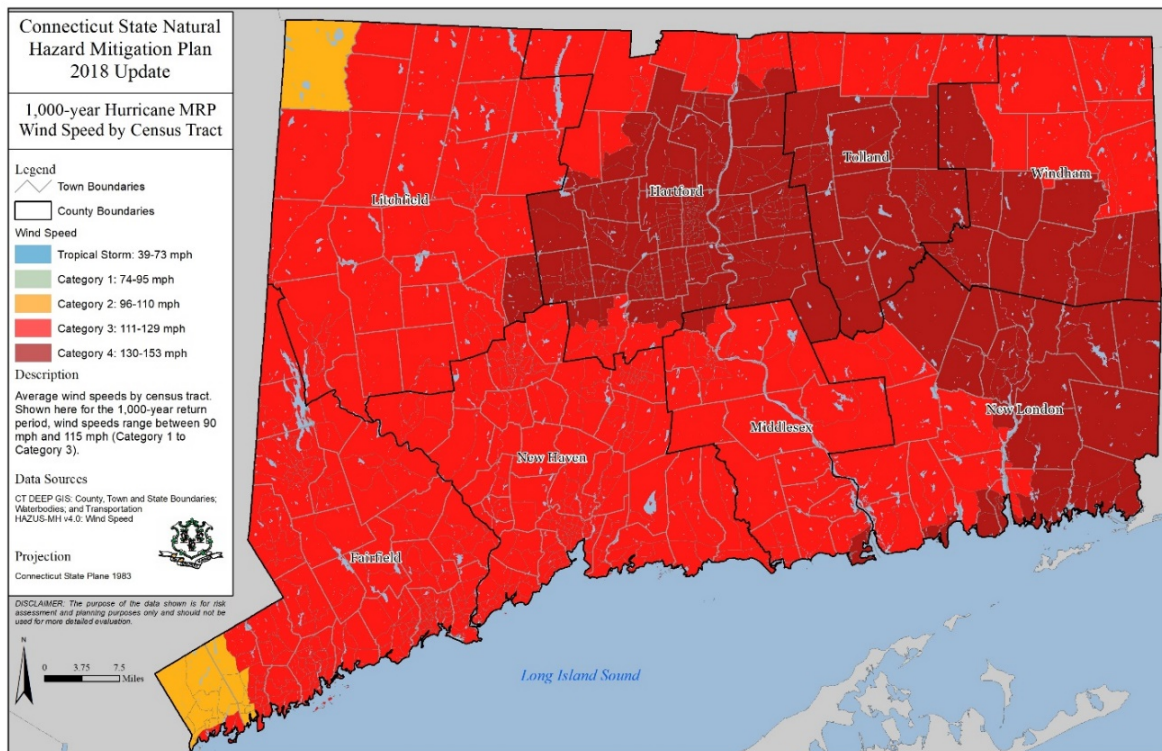 Connecticut State Natural
Hazard Mitigation Plan
2018 Update
1,000-year Hurricane MRP
Wind Speed by Census Tract
Legend
Town Boundaries
County Boundaries
Wind Speed
Tropical Storm: 39-73 mph
Category 1: 74-95 mph
Category 2: 96-110 mph
Category 3: 111-129 mph
Category 4: 130-153 mph
Description
Average wind speeds by census tract.
Shown here for the 1,000-year return
period, wind speeds range between 90
mph and 115 mph (Category 1 to
Category 3).
Data Sources
CT DEEP GIS: County, Town and State Boundaries;
Waterbodies; and Transportation
HAZUS-MH v4.0: Wind Speed
Projection
Connecticut State Plane 1983
DISCLAIMER: The purpose of the data shown is for risk
assessment and planning purposes only and should not be
used for more detailed evaluation.
N
0 3.75 7.5
Miles
Litchfield
Hartford
Tolland
Windham
New Haven
Middlesex
New London
Fairfield
Long Island Sound